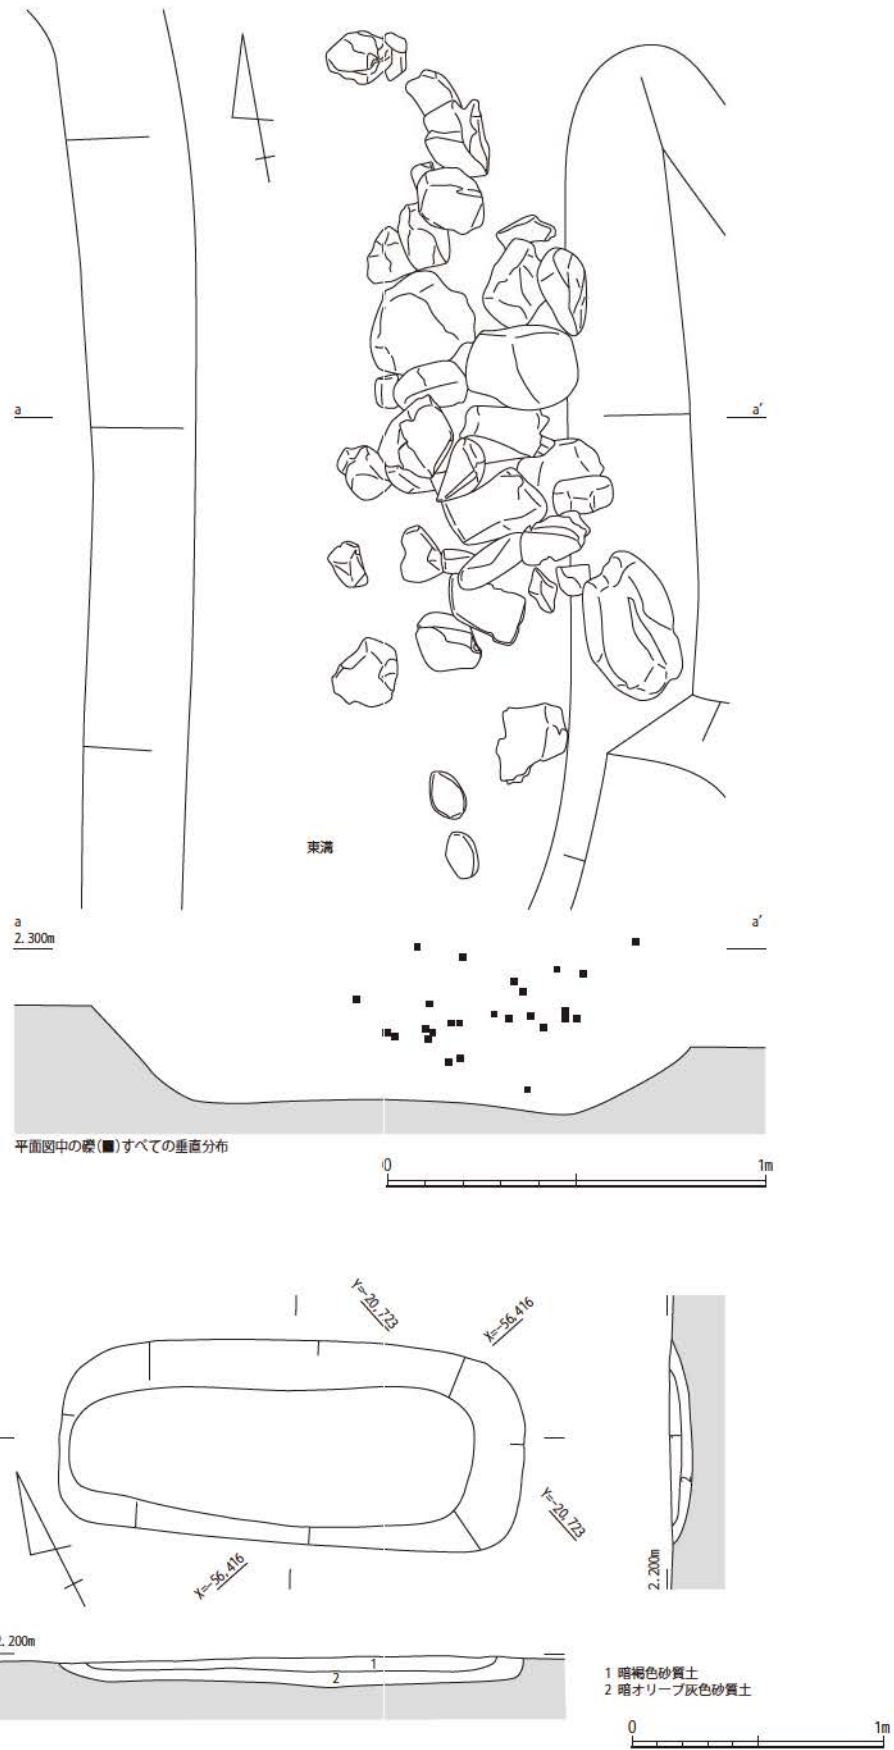 a
a′
東溝
a
a′
2.300m
平面図中の礫(■)すべての垂直分布
0
1m
Y=-20,723
X=-56,416
Y=-20,723
X=-56,416
2
2.200m
2.200m
1
2
1 暗褐色砂質土
2 暗オリーブ灰色砂質土
0
1m